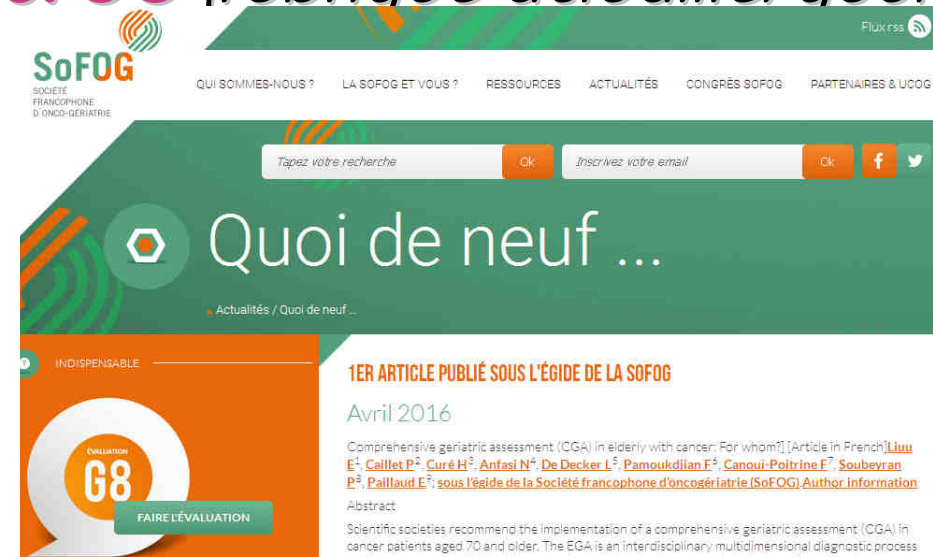 Flux rss
SoFOG
SOCIÉTÉ
FRANCOPHONE
D'ONCO-GÉRIATRIE
QUI SOMMES-NOUS ? LA SOFOG ET VOUS ? RESSOURCES ACTUALITÉS CONGRÈS SOFOG PARTENAIRES & UCOG
Tapez votre recherche Ok Inscrivez votre email Ok
Quoi de neuf ...
Actualités / Quoi de neuf ...
INDISPENSABLE
ÉVALUATION
G8
FAIRE L'ÉVALUATION
1ER ARTICLE PUBLIÉ SOUS L'ÉGIDE DE LA SOFOG
Avril 2016
Comprehensive geriatric assessment (CGA) in elderly with cancer: For whom?] [Article in French]Liuu
E1, Caillet P2, Curé H3, Anfasi N4, De Decker L5, Pamoukdjian F6, Canouï-Poitrine F7, Soubeyran
P8, Paillaud E2; sous l'égide de la Société francophone d'oncogériatrie (SoFOG).Author information
Abstract
Scientific societies recommend the implementation of a comprehensive geriatric assessment (CGA) in
cancer patients aged 70 and older. The EGA is an interdisciplinary multidimensional diagnostic process